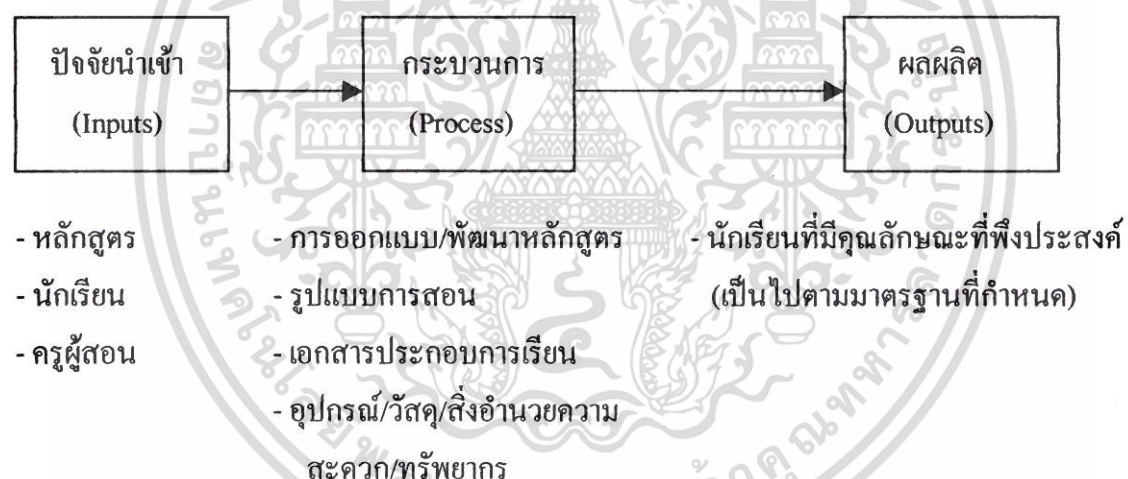 ปัจจัยนำเข้า
(Inputs)
กระบวนการ
(Process)
ผลผลิต
(Outputs)
- หลักสูตร
- นักเรียน
- ครูผู้สอน
- การออกแบบ/พัฒนาหลักสูตร
- รูปแบบการสอน
- เอกสารประกอบการเรียน
- อุปกรณ์/วัสดุ/สิ่งอำนวยความ
สะดวก/ทรัพยากร
- นักเรียนที่มีคุณลักษณะที่พึงประสงค์
(เป็นไปตามมาตรฐานที่กำหนด)